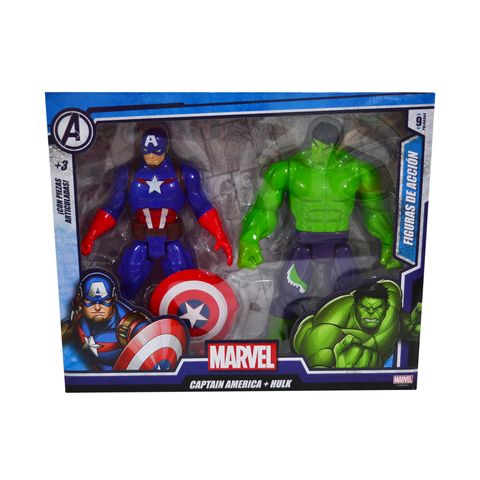 +3
¡CON PIEZAS
ARTICULADAS!
9"
FIGURAS DE ACCIÓN
MARVEL
CAPTAIN AMERICA + HULK
MARVEL